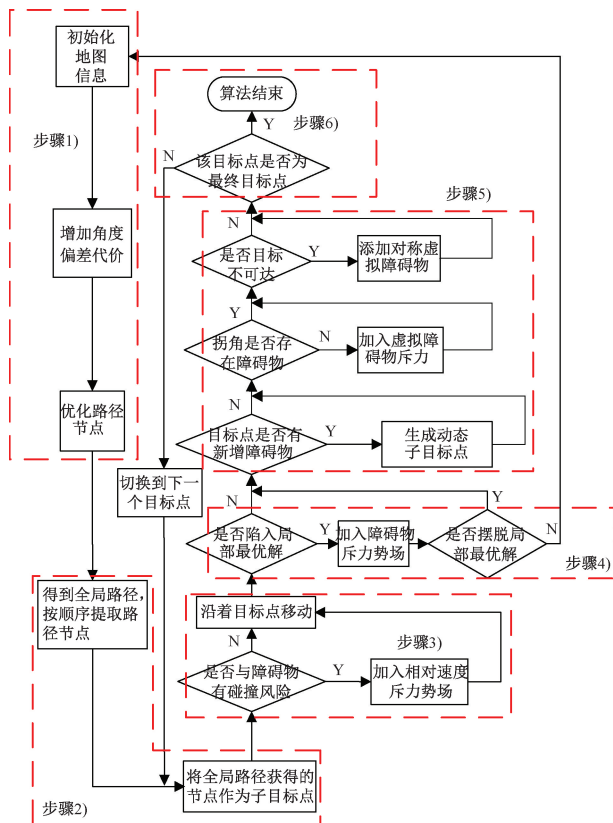 初始化
地图
信息
步骤1)
增加角度
偏差代价
优化路径
节点
得到全局路径,
按顺序提取路
径节点
步骤2)
将全局路径获得的
节点作为子目标点
是否与障碍物
有碰撞风险
Y
N
加入相对速度
斥力势场
步骤3)
沿着目标点移动
是否陷入局
部最优解
Y
N
加入障碍物
斥力势场
是否摆脱局
部最优解
Y
N
步骤4)
目标点是否有
新增障碍物
Y
N
生成动态
子目标点
拐角是否存
在障碍物
N
Y
加入虚拟障
碍物斥力
是否目标
不可达
Y
N
添加对称虚
拟障碍物
步骤5)
该目标点是否为
最终目标点
Y
N
步骤6)
算法结束
切换到下一
个目标点